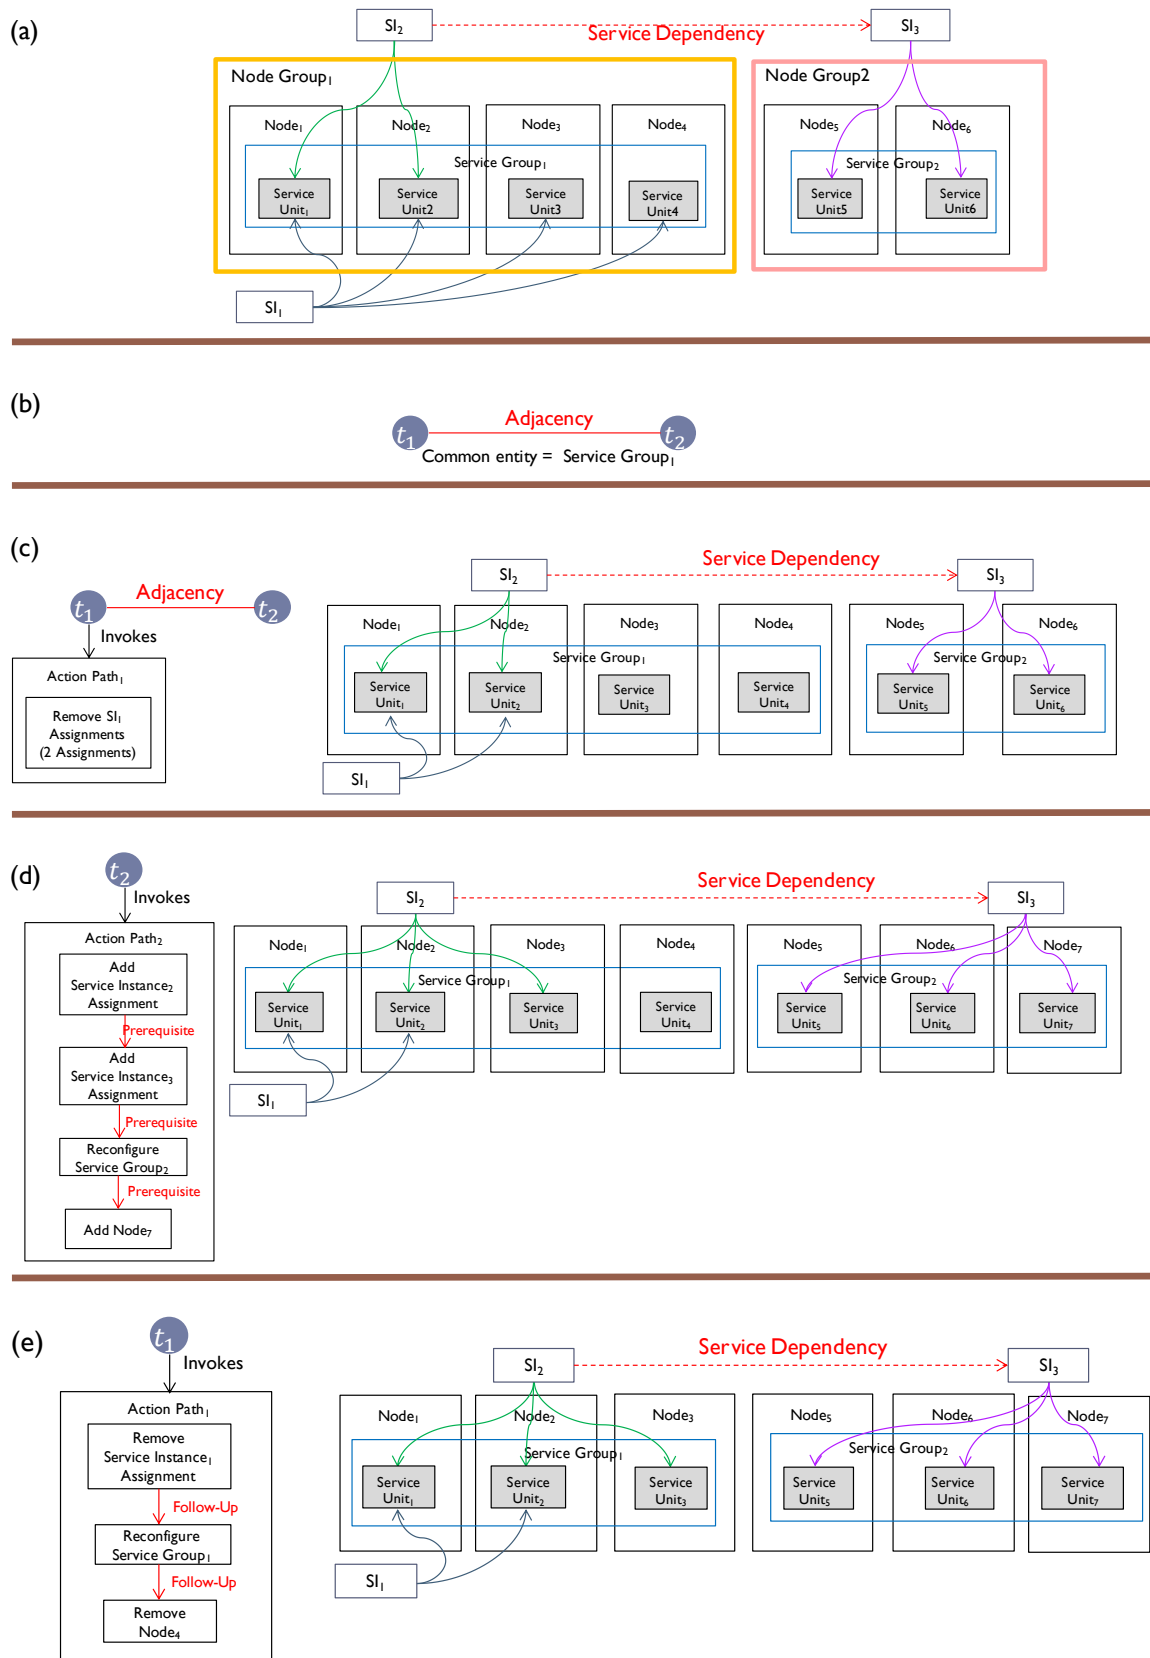 (a)
SI2
Service Dependency
SI3
Node Group1
Node Group2
Node1
Node2
Node3
Node4
Node5
Node6
Service Group1
Service Group2
Service
Unit1
Service
Unit2
Service
Unit3
Service
Unit4
Service
Unit5
Service
Unit6
SI1
(b)
t1
Adjacency
t2
Common entity = Service Group1
(c)
t1
Adjacency
t2
Invokes
Action Path1
Remove SI1
Assignments
(2 Assignments)
SI2
Service Dependency
SI3
Node1
Node2
Node3
Node4
Node5
Node6
Service Group1
Service Group2
Service
Unit1
Service
Unit2
Service
Unit3
Service
Unit4
Service
Unit5
Service
Unit6
SI1
(d)
t2
Invokes
Action Path2
Add
Service Instance2
Assignment
Prerequisite
Add
Service Instance3
Assignment
Prerequisite
Reconfigure
Service Group2
Prerequisite
Add Node7
SI2
Service Dependency
SI3
Node1
Node2
Node3
Node4
Node5
Node6
Node7
Service Group1
Service Group2
Service
Unit1
Service
Unit2
Service
Unit3
Service
Unit4
Service
Unit5
Service
Unit6
Service
Unit7
SI1
(e)
t1
Invokes
Action Path1
Remove
Service Instance1
Assignment
Follow-Up
Reconfigure
Service Group1
Follow-Up
Remove
Node4
SI2
Service Dependency
SI3
Node1
Node2
Node3
Node5
Node6
Node7
Service Group1
Service Group2
Service
Unit1
Service
Unit2
Service
Unit3
Service
Unit5
Service
Unit6
Service
Unit7
SI1